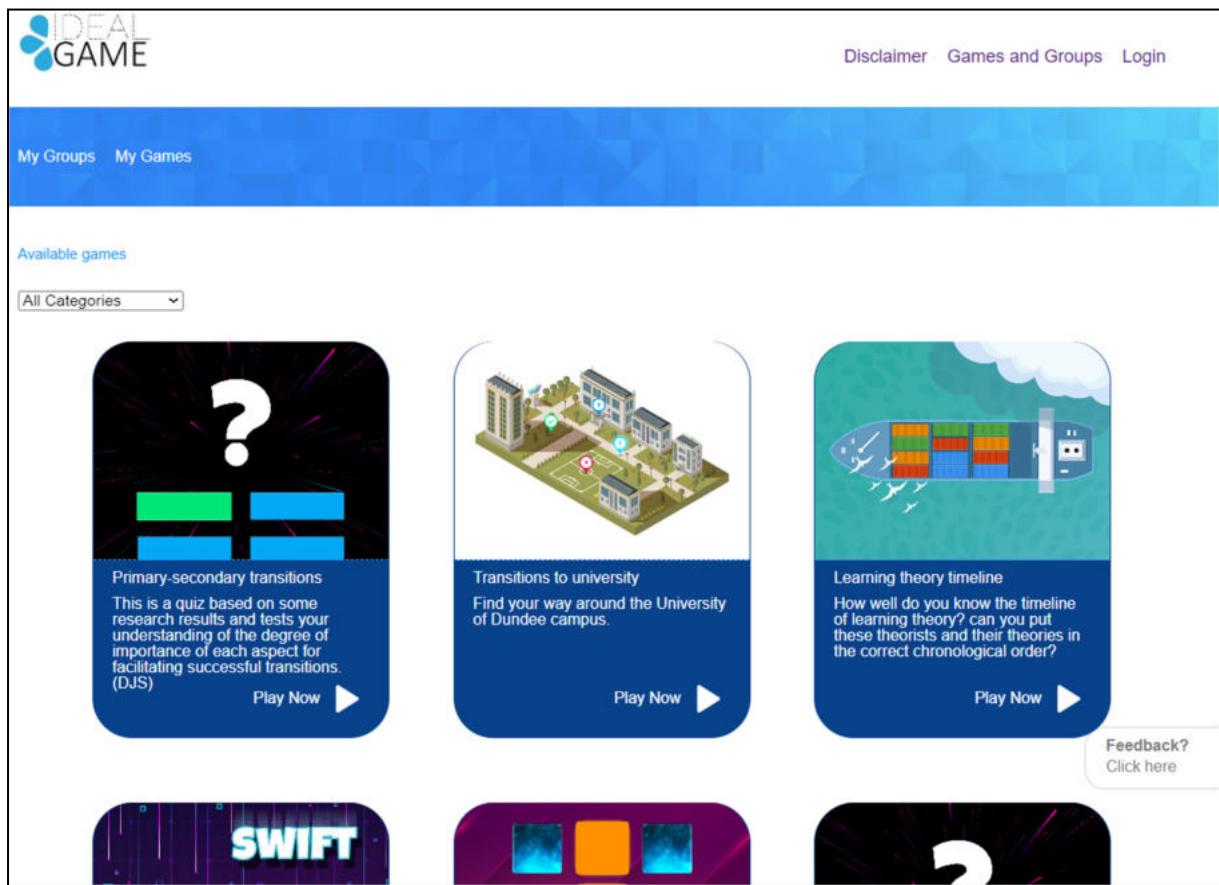 IDEAL
GAME
Disclaimer Games and Groups Login
My Groups My Games
Available games
All Categories
?
Primary-secondary transitions
This is a quiz based on some
research results and tests your
understanding of the degree of
importance of each aspect for
facilitating successful transitions.
(DJS)
Play Now
Transitions to university
Find your way around the University
of Dundee campus.
Play Now
Learning theory timeline
How well do you know the timeline
of learning theory? can you put
these theorists and their theories in
the correct chronological order?
Play Now
Feedback?
Click here
SWIFT
?